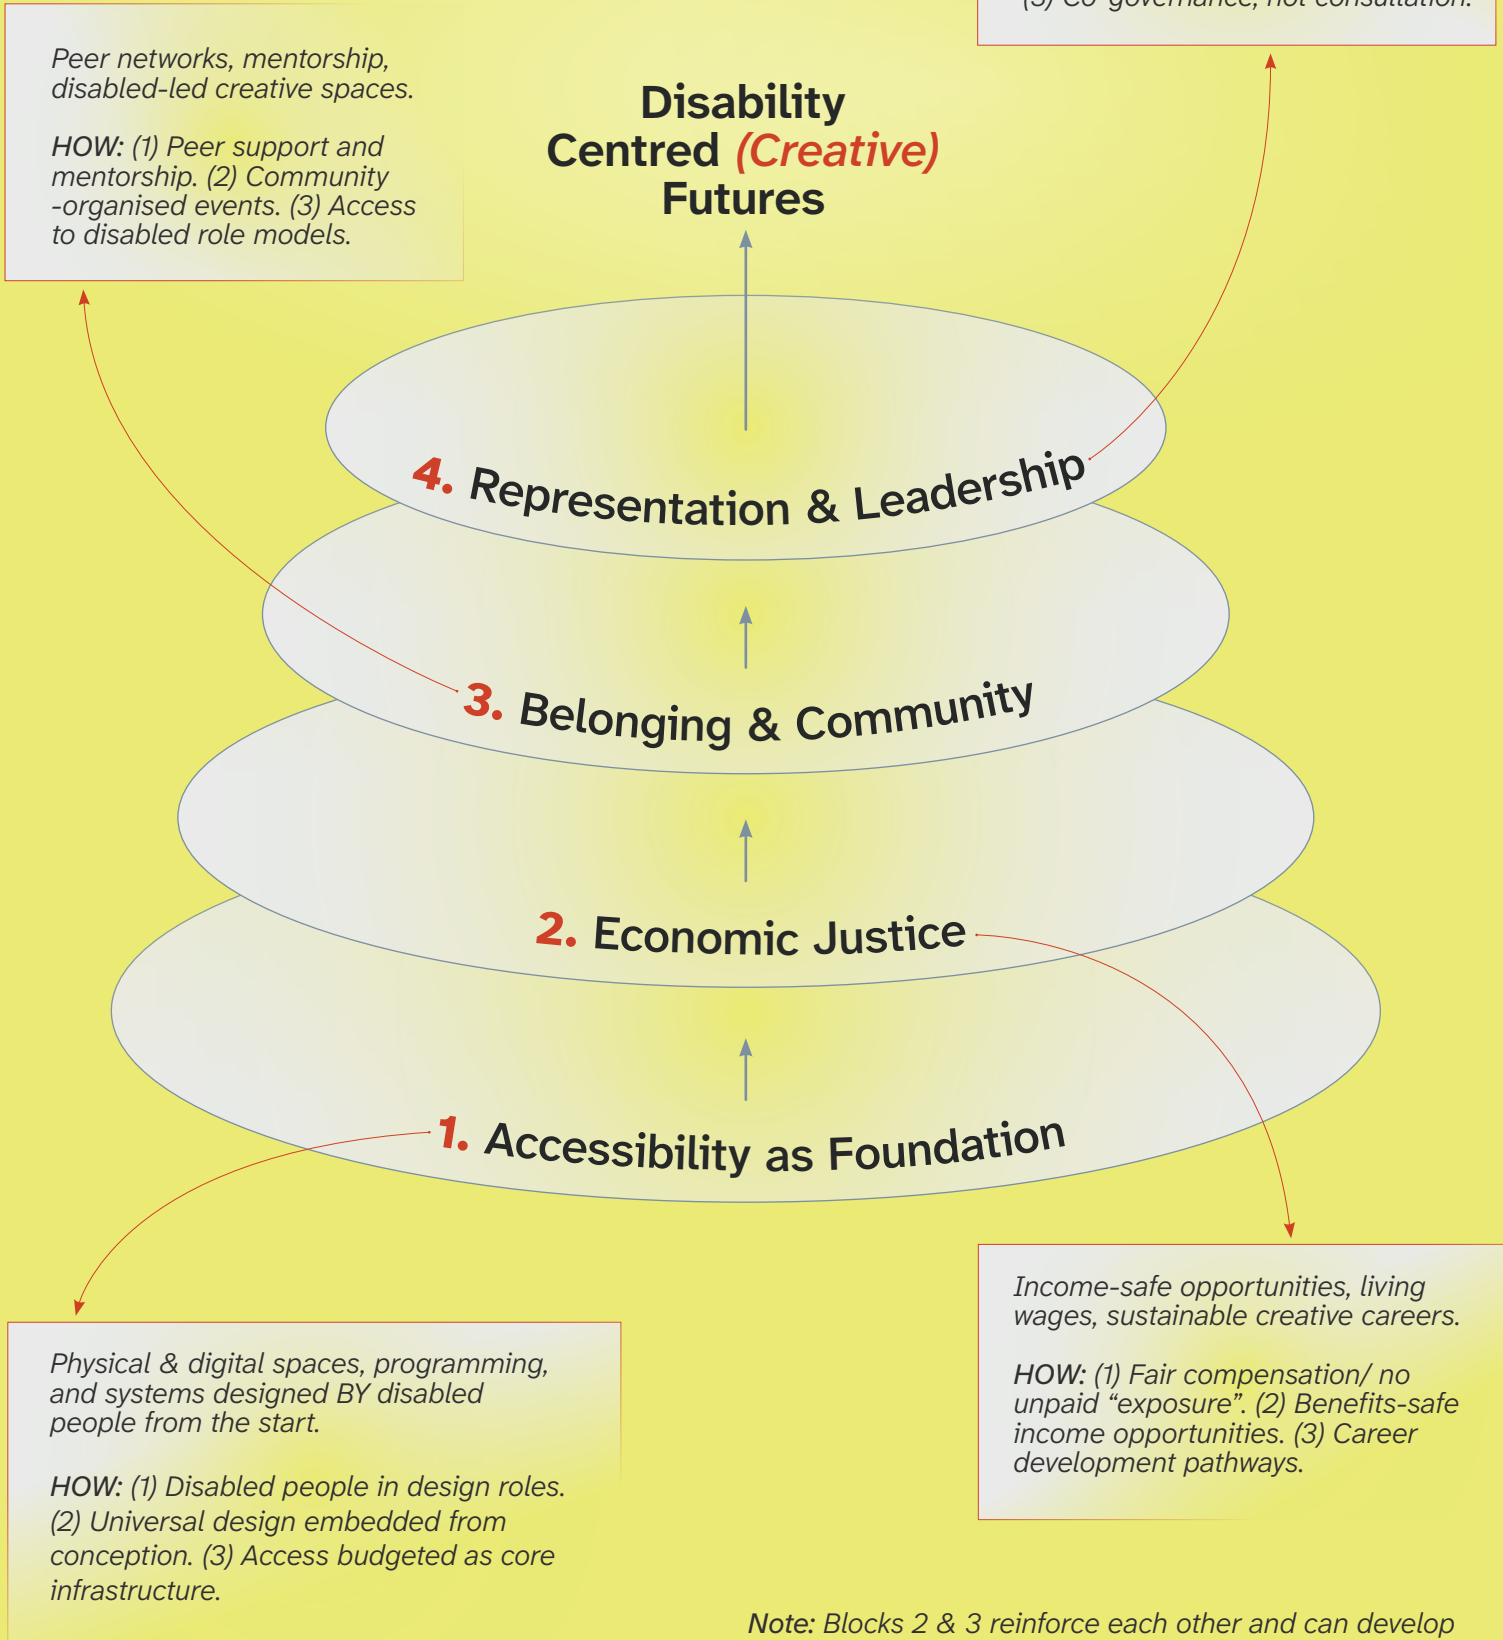 (3) Co-governance, not consultation.
Peer networks, mentorship,
disabled-led creative spaces.
HOW: (1) Peer support and
mentorship. (2) Community
-organised events. (3) Access
to disabled role models.
Disability
Centred (Creative)
Futures
4. Representation & Leadership
3. Belonging & Community
2. Economic Justice
1. Accessibility as Foundation
Physical & digital spaces, programming,
and systems designed BY disabled
people from the start.
HOW: (1) Disabled people in design roles.
(2) Universal design embedded from
conception. (3) Access budgeted as core
infrastructure.
Income-safe opportunities, living
wages, sustainable creative careers.
HOW: (1) Fair compensation/ no
unpaid “exposure”. (2) Benefits-safe
income opportunities. (3) Career
development pathways.
Note: Blocks 2 & 3 reinforce each other and can develop